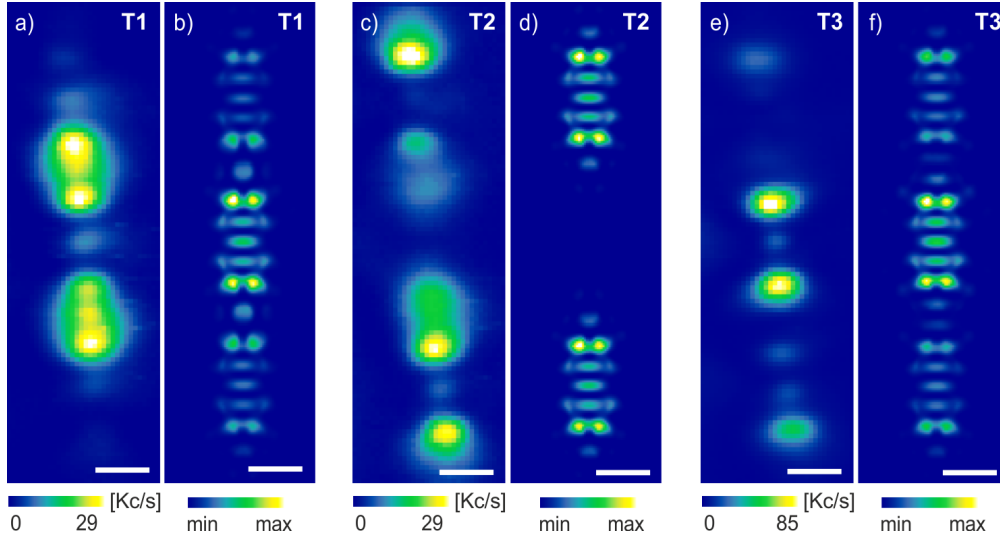 a) T1 b) T1 c) T2 d) T2 e) T3 f) T3
[Kc/s] [Kc/s] [Kc/s]
0 29 min max 0 29 min max 0 85 min max